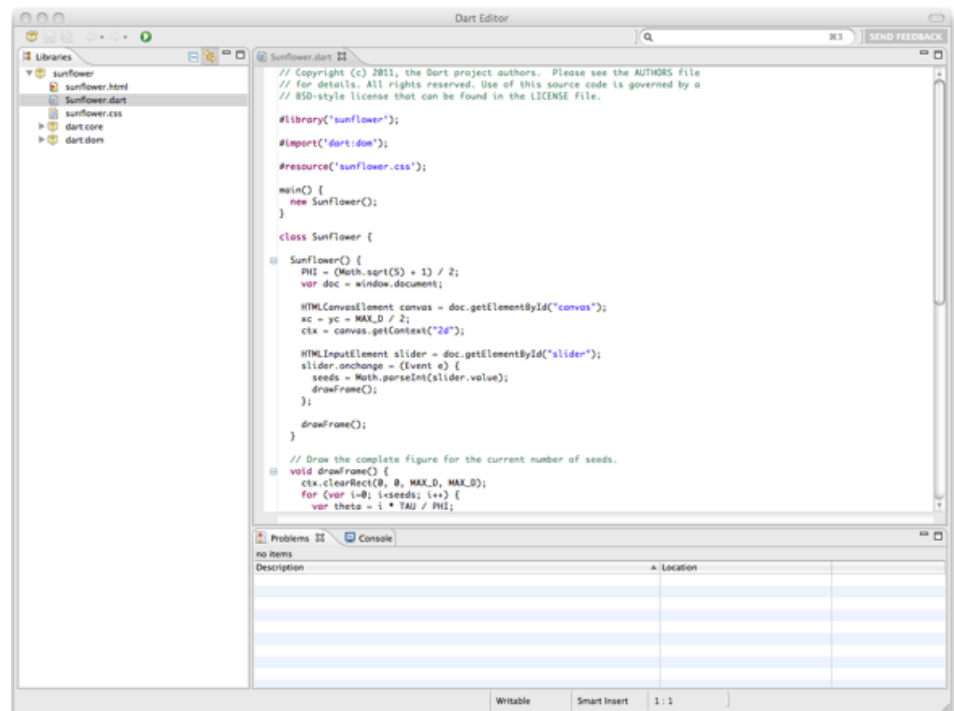 Dart Editor
⌘3
SEND FEEDBACK
Libraries
sunflower
sunflower.html
Sunflower.dart
sunflower.css
dart:core
dart:dom
Sunflower.dart
// Copyright (c) 2011, the Dart project authors.  Please see the AUTHORS file
// for details. All rights reserved. Use of this source code is governed by a
// BSD-style license that can be found in the LICENSE file.
#library('sunflower');
#import('dart:dom');
#resource('sunflower.css');
main() {
  new Sunflower();
}
class Sunflower {
  Sunflower() {
    PHI = (Math.sqrt(5) + 1) / 2;
    var doc = window.document;
    HTMLCanvasElement canvas = doc.getElementById("canvas");
    xc = yc = MAX_D / 2;
    ctx = canvas.getContext("2d");
    HTMLInputElement slider = doc.getElementById("slider");
    slider.onchange = (Event e) {
      seeds = Math.parseInt(slider.value);
      drawFrame();
    };
    drawFrame();
  }
  // Draw the complete figure for the current number of seeds.
  void drawFrame() {
    ctx.clearRect(0, 0, MAX_D, MAX_D);
    for (var i=0; i<seeds; i++) {
      var theta = i * TAU / PHI;
Problems
Console
no items
Description
Location
Writable
Smart Insert
1 : 1